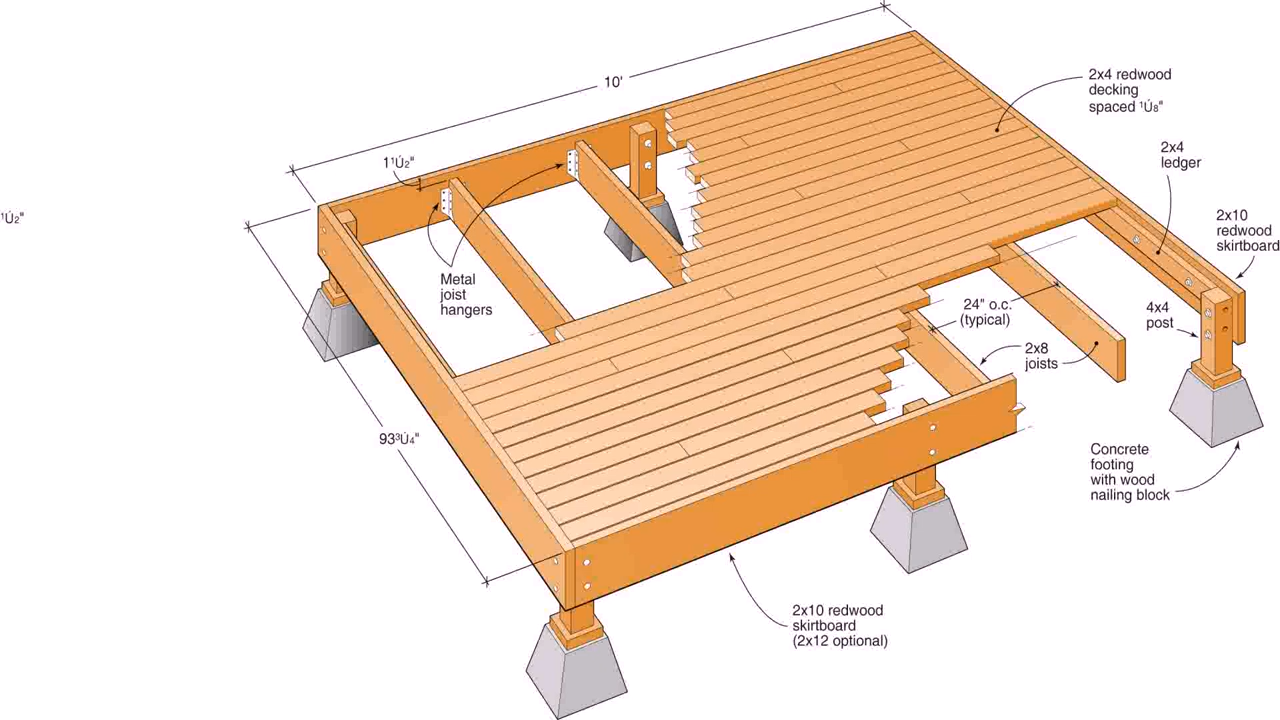 10'
2x4 redwood
decking
spaced ¹Ú₈"
1¹Ú₂"
2x4
ledger
¹Ú₂"
2x10
redwood
skirtboard
Metal
joist
hangers
24" o.c.
(typical)
4x4
post
2x8
joists
93³Ú₄"
Concrete
footing
with wood
nailing block
2x10 redwood
skirtboard
(2x12 optional)